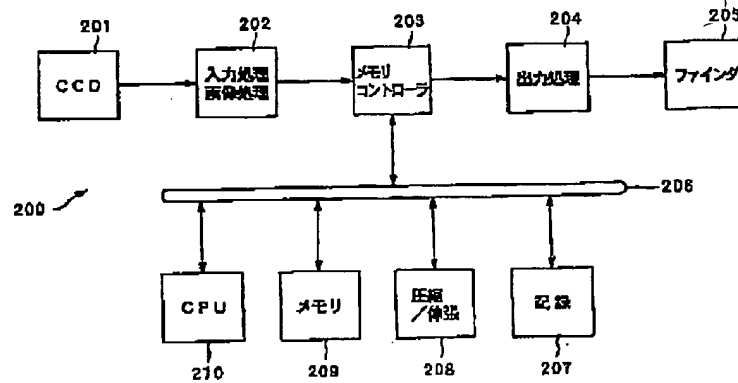 201
202
203
204
205
CCD
入力処理
画像処理
メモリ
コントローラ
出力処理
ファインダ
206
200
CPU
メモリ
圧縮
/伸張
記録
210
209
208
207